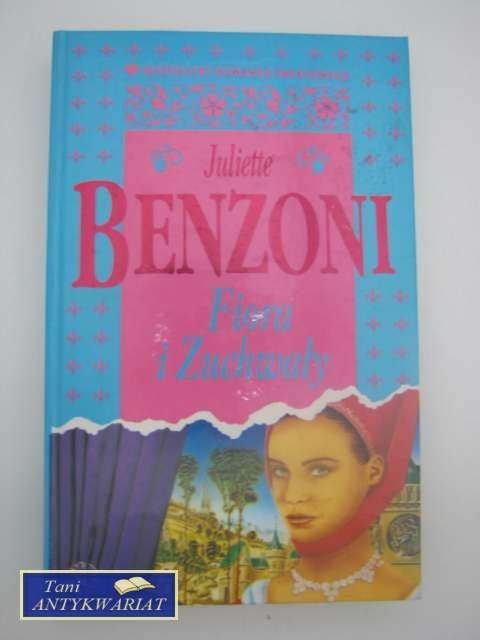 Juliette
BENZONI
Fiora
i Zuchwały
Tani
ANTYKWARIAT